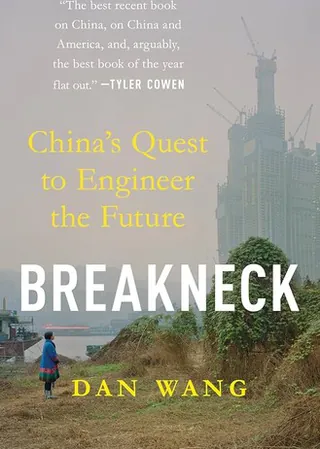 “The best recent book
on China, on China and
America, and, arguably,
the best book of the year
flat out.” —TYLER COWEN
China’s Quest
to Engineer
the Future
BREAKNECK
DAN WANG